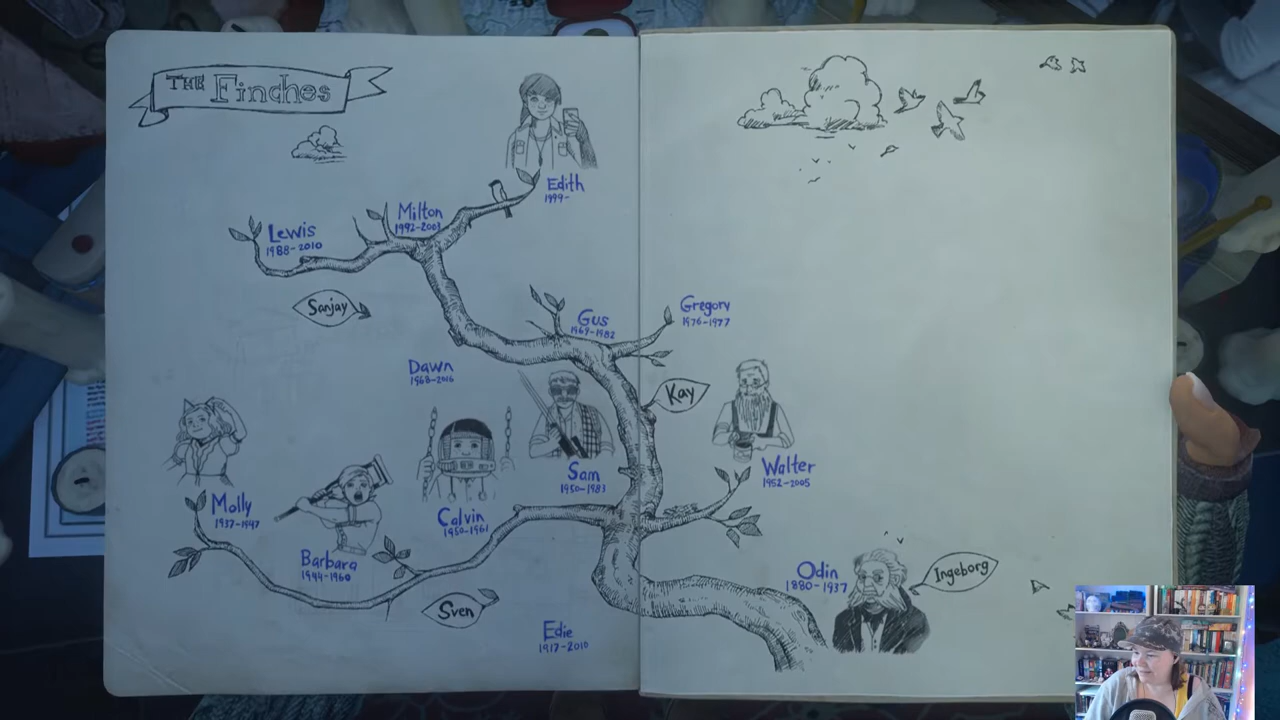 THE Finches
Edith
1999-
Milton
1992-2003
Lewis
1988-2010
Sanjay
Gus
1969-1982
Gregory
1976-1977
Dawn
1968-2016
Kay
Sam
1950-1983
Walter
1952-2005
Molly
1937-1947
Barbara
1944-1960
Calvin
1950-1961
Sven
Odin
1880-1937
Ingeborg
Edie
1917-2010